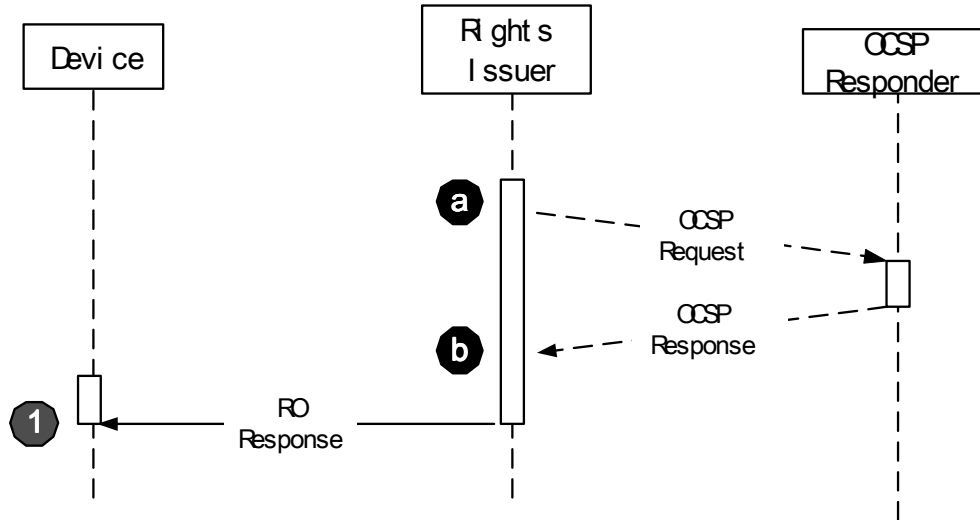 Device
Rights
Issuer
OCSP
Responder
a
OCSP
Request
OCSP
Response
b
1
RO
Response